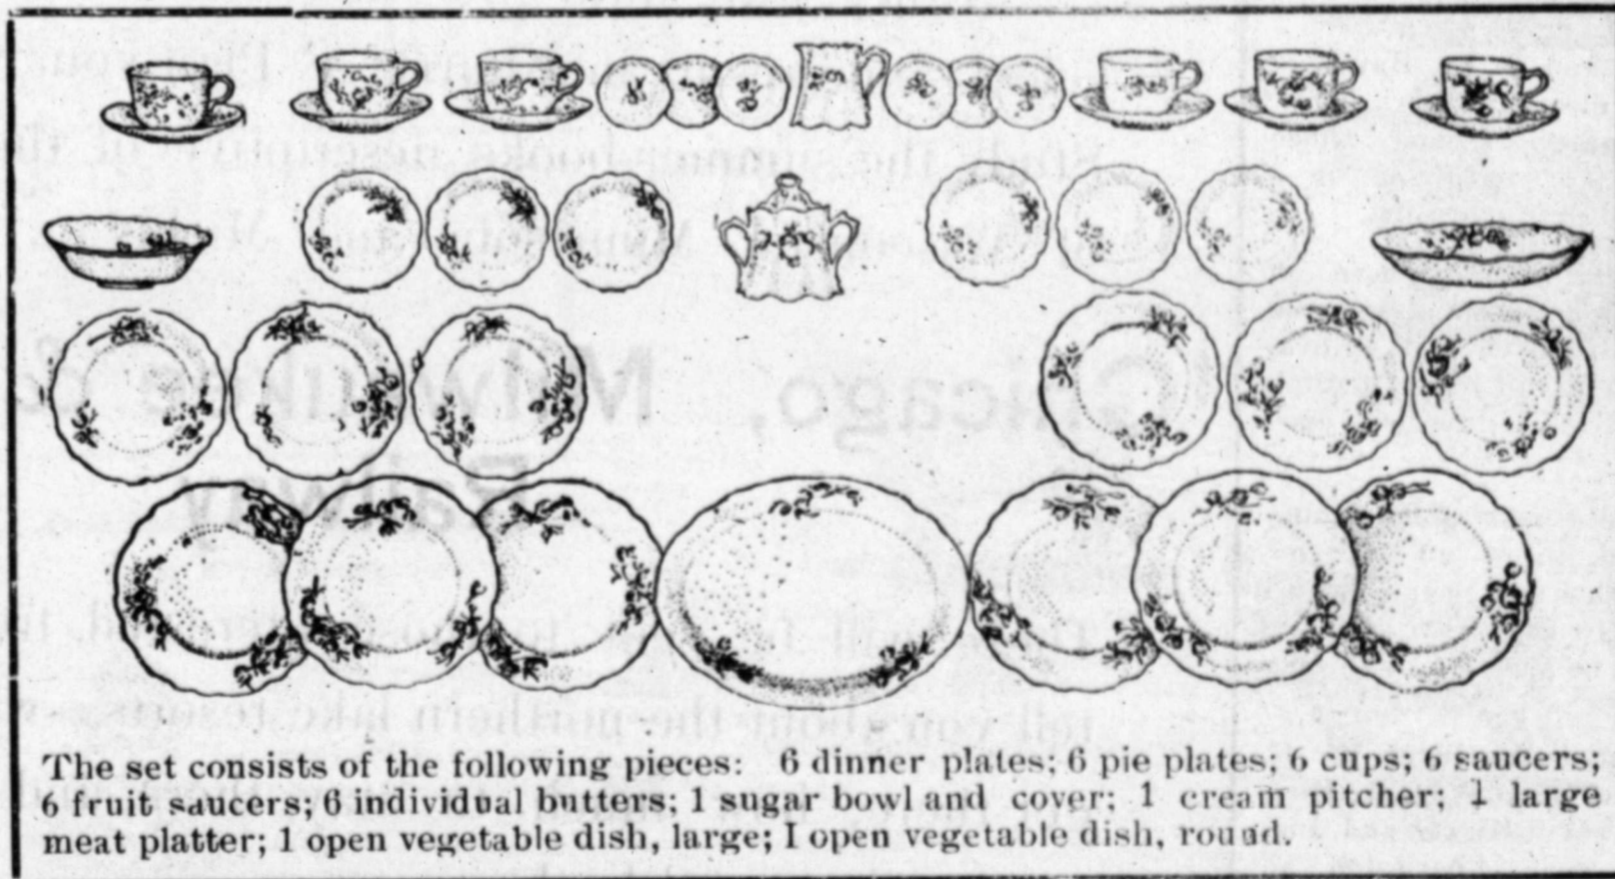 The set consists of the following pieces: 6 dinner plates; 6 pie plates; 6 cups; 6 saucers;
6 fruit saucers; 6 individual butters; 1 sugar bowl and cover; 1 cream pitcher; 1 large
meat platter; 1 open vegetable dish, large; I open vegetable dish, round.